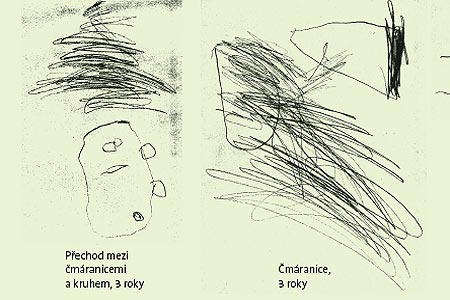 Přechod mezi
čmáranicemi
a kruhem, 3 roky
Čmáranice,
3 roky